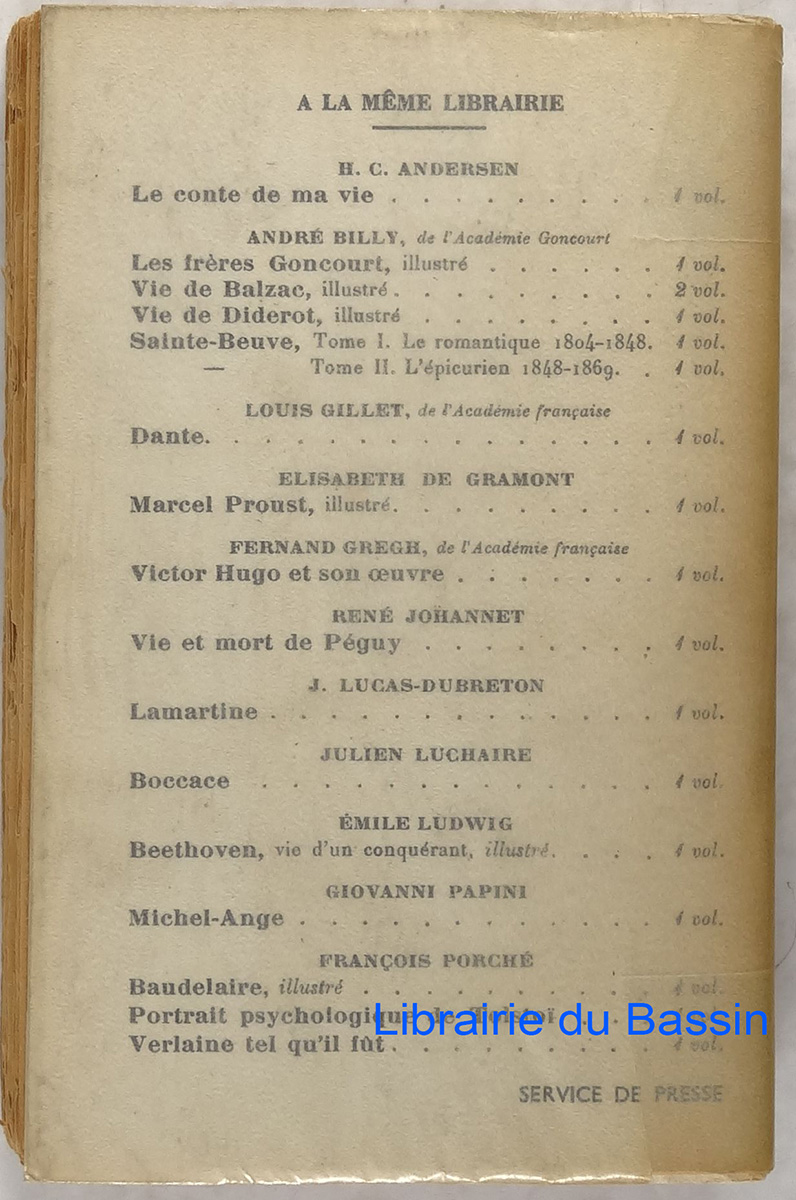 A LA MÊME LIBRAIRIE
H. C. ANDERSEN
Le conte de ma vie . . . . . . . . 1 vol.
ANDRÉ BILLY, de l'Académie Goncourt
Les frères Goncourt, illustré . . . . . . 1 vol.
Vie de Balzac, illustré . . . . . . . . . 2 vol.
Vie de Diderot, illustré . . . . . . . . 1 vol.
Sainte-Beuve, Tome I. Le romantique 1804-1848. 1 vol.
— Tome II. L'épicurien 1848-1869. . 1 vol.
LOUIS GILLET, de l'Académie française
Dante. . . . . . . . . . . . . . . 1 vol.
ELISABETH DE GRAMONT
Marcel Proust, illustré. . . . . . . . . 1 vol.
FERNAND GREGH, de l'Académie française
Victor Hugo et son œuvre . . . . . . . 1 vol.
RENÉ JOHANNET
Vie et mort de Péguy . . . . . . . . 1 vol.
J. LUCAS-DUBRETON
Lamartine . . . . . . . . . . . . . 1 vol.
JULIEN LUCHAIRE
Boccace . . . . . . . . . . . . . 1 vol.
ÉMILE LUDWIG
Beethoven, vie d'un conquérant, illustré. . . . 1 vol.
GIOVANNI PAPINI
Michel-Ange . . . . . . . . . . . . 1 vol.
FRANÇOIS PORCHÉ
Baudelaire, illustré . . . . . . . . . . 1 vol.
Portrait psychologique de Tolstoï . .
Librairie du Bassin
Verlaine tel qu'il fût . . . . . . . . . 1 vol.
SERVICE DE PRESSE